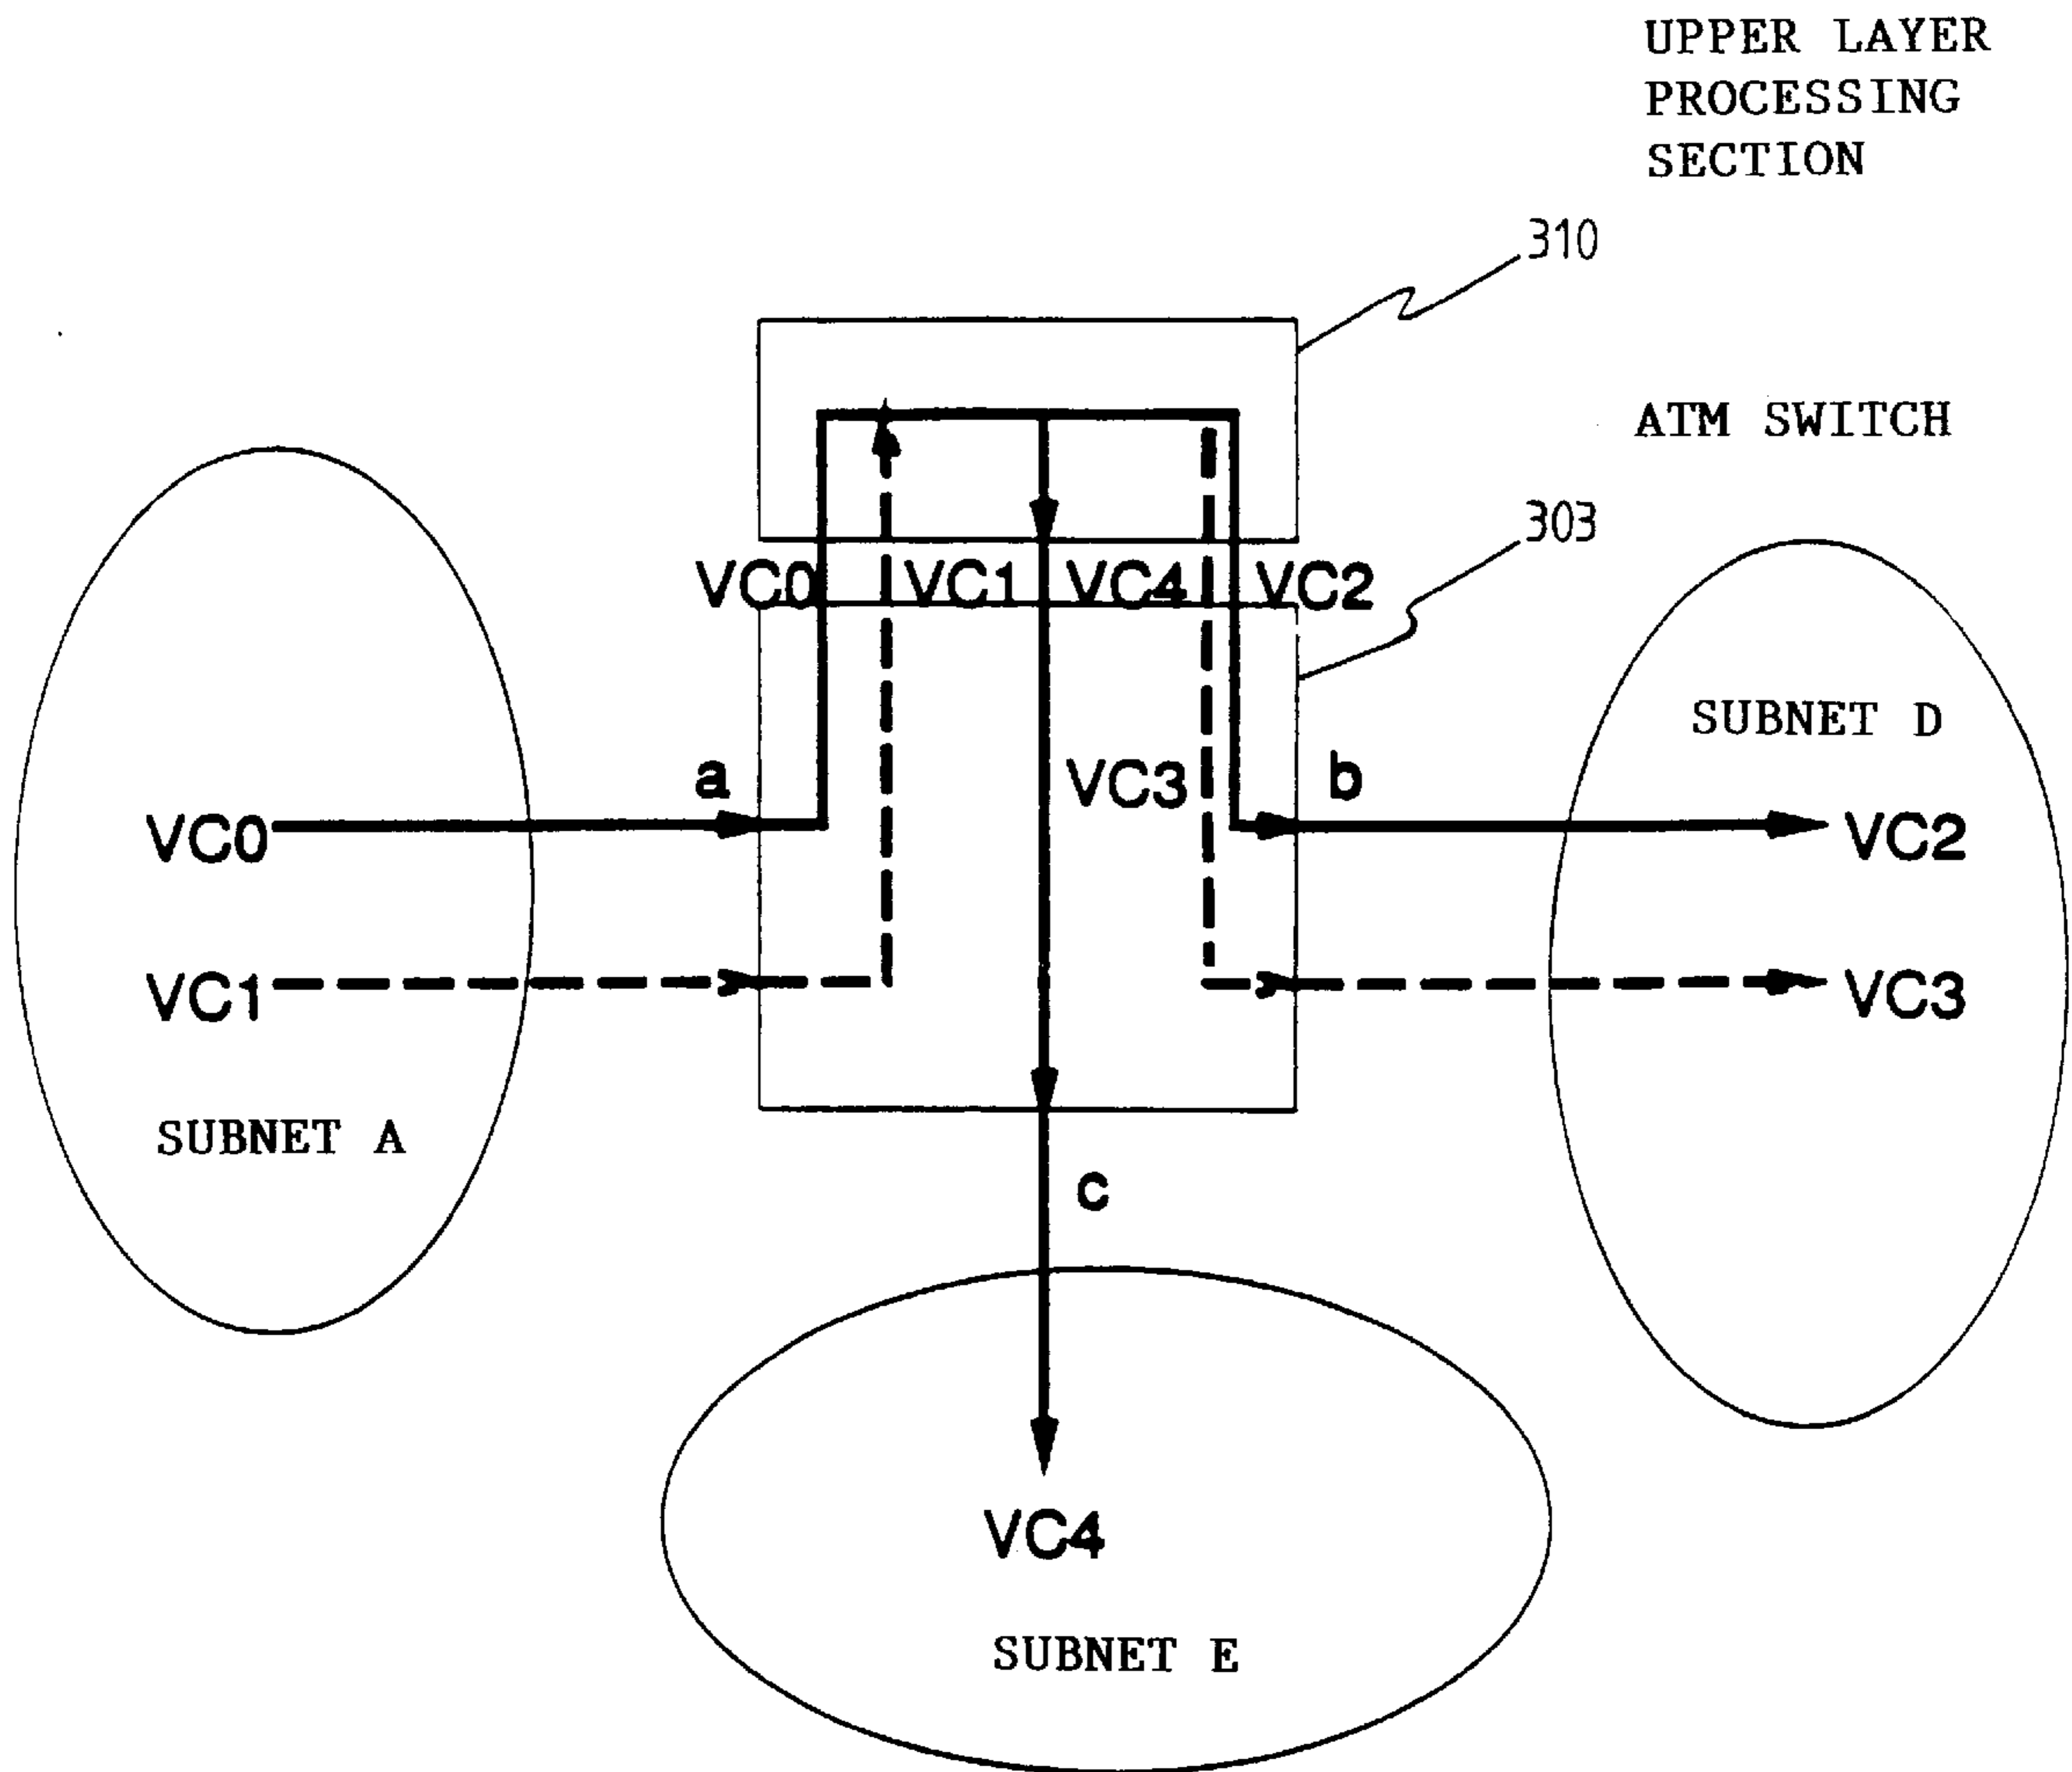 UPPER LAYER
PROCESSING
SECTION
310
ATM SWITCH
303
VC0 VC1 VC4 VC2
SUBNET D
a VC3 b
VC0 VC2
VC1 VC3
SUBNET A
c
VC4
SUBNET E